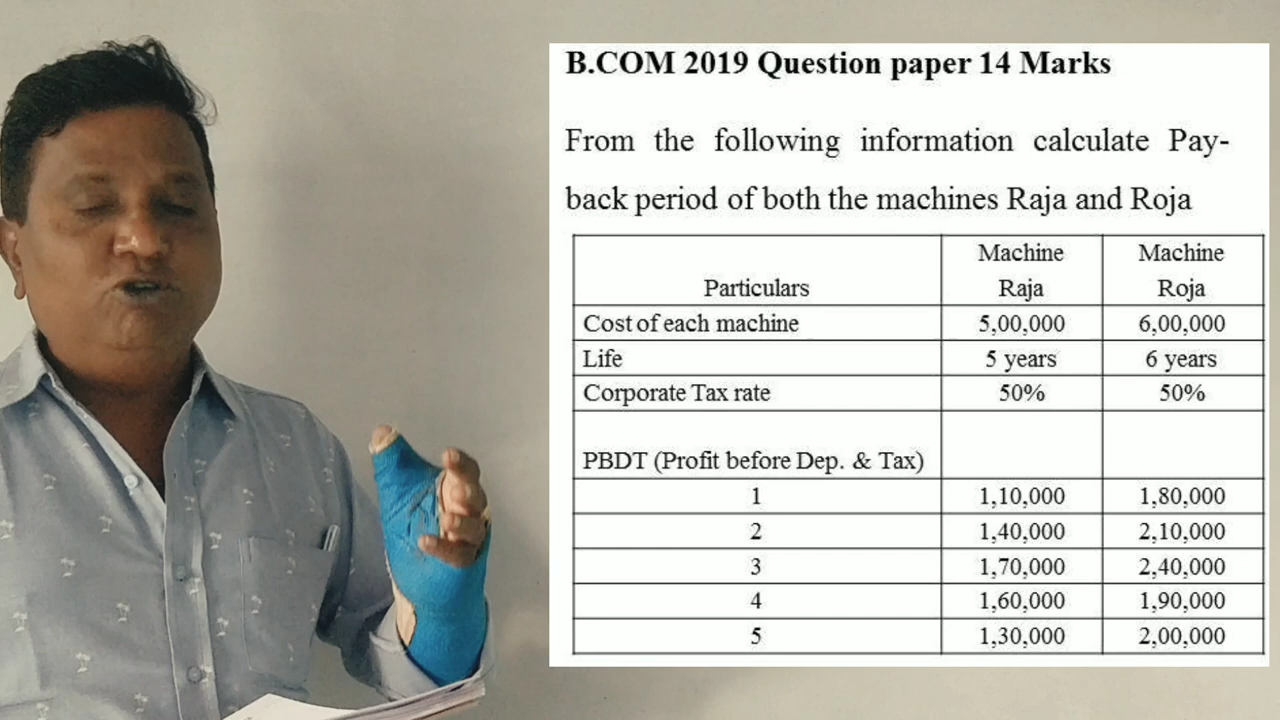 B.COM 2019 Question paper 14 Marks
From the following information calculate Pay-
back period of both the machines Raja and Roja
Particulars Machine Raja Machine Roja
Cost of each machine 5,00,000 6,00,000
Life 5 years 6 years
Corporate Tax rate 50% 50%
PBDT (Profit before Dep. & Tax)
1 1,10,000 1,80,000
2 1,40,000 2,10,000
3 1,70,000 2,40,000
4 1,60,000 1,90,000
5 1,30,000 2,00,000